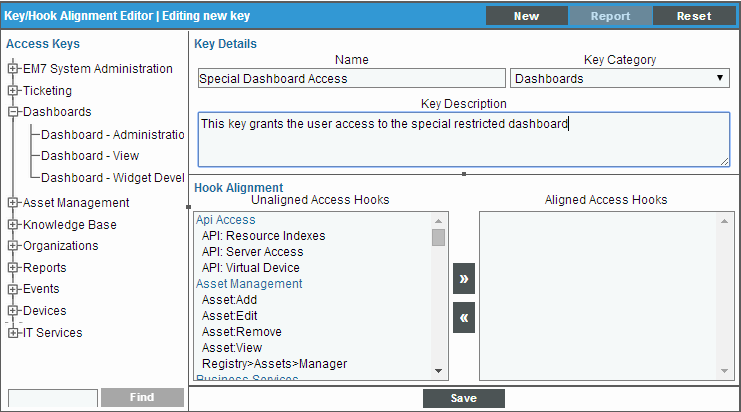 Key/Hook Alignment Editor | Editing new key
New
Report
Reset
Access Keys
EM7 System Administration
Ticketing
Dashboards
Dashboard - Administratio
Dashboard - View
Dashboard - Widget Devel
Asset Management
Knowledge Base
Organizations
Reports
Events
Devices
IT Services
Find
Key Details
Name
Key Category
Special Dashboard Access
Dashboards
Key Description
This key grants the user access to the special restricted dashboard
Hook Alignment
Unaligned Access Hooks
Aligned Access Hooks
Api Access
API: Resource Indexes
API: Server Access
API: Virtual Device
Asset Management
Asset:Add
Asset:Edit
Asset:Remove
Asset:View
Registry>Assets>Manager
Business Services
»
«
Save